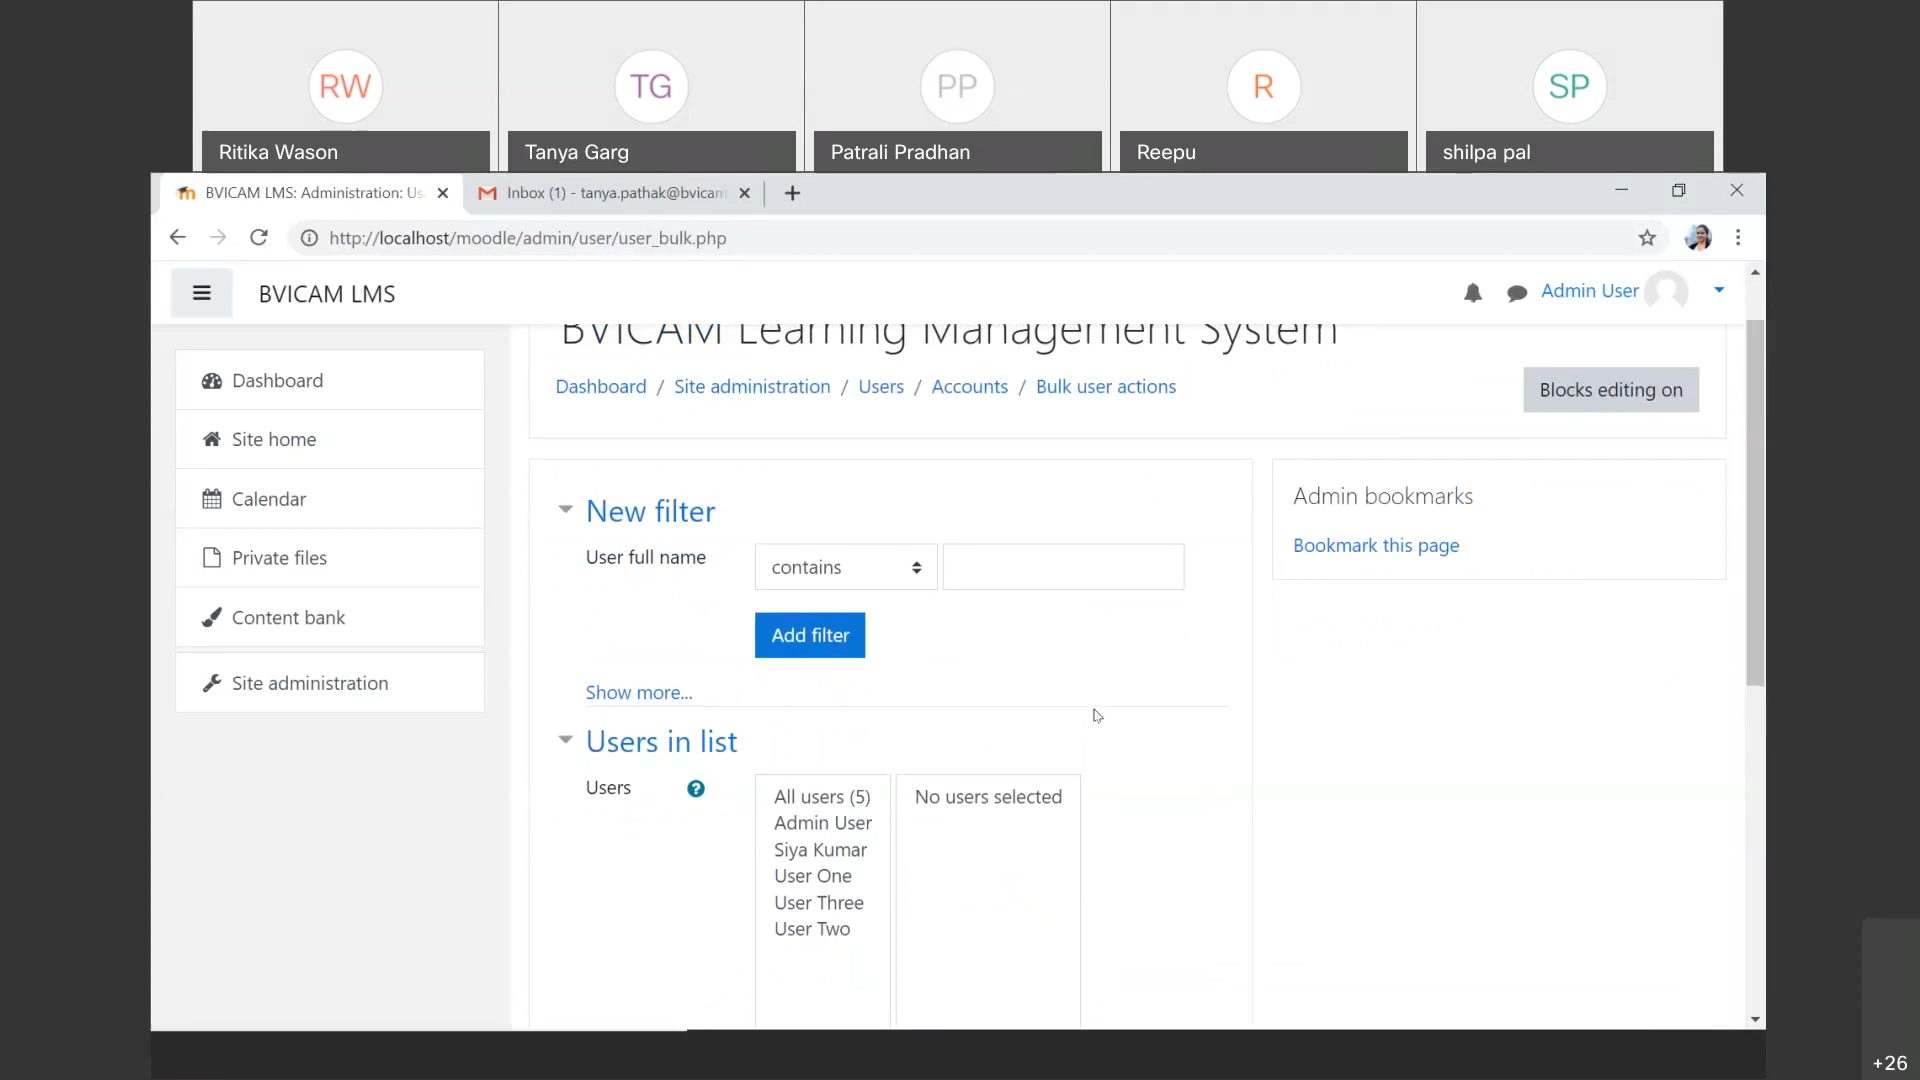 RW
TG
PP
R
SP
Ritika Wason
Tanya Garg
Patrali Pradhan
Reepu
shilpa pal
BVICAM LMS: Administration: Us
Inbox (1) - tanya.pathak@bvicam
http://localhost/moodle/admin/user/user_bulk.php
BVICAM LMS
Admin User
BVICAM Learning Management System
Dashboard / Site administration / Users / Accounts / Bulk user actions
Blocks editing on
Dashboard
Site home
Calendar
Private files
Content bank
Site administration
New filter
User full name
contains
Add filter
Show more...
Users in list
Users
All users (5)
Admin User
Siya Kumar
User One
User Three
User Two
No users selected
Admin bookmarks
Bookmark this page
+26